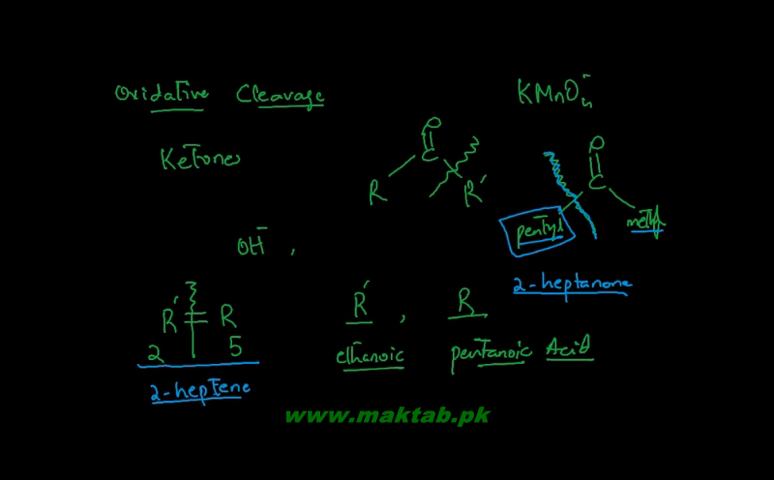 Oxidative Cleavage
KMnO4-
Ketones
O
||
C
R
R'
O
||
C
pentyl
methyl
2-heptanone
OH-,
R' R
2 5
2-heptene
R', R
ethanoic pentanoic Acid
www.maktab.pk